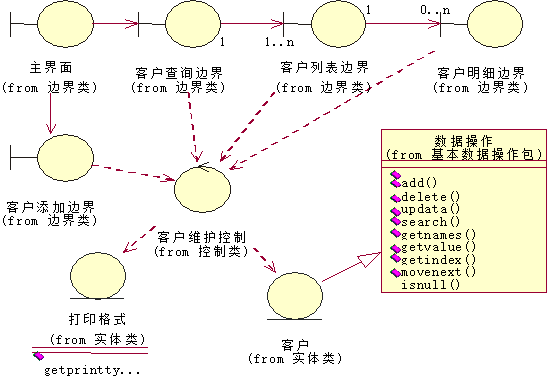 1
1..n
1
0..n
主界面
(from 边界类)
客户查询边界
(from 边界类)
客户列表边界
(from 边界类)
客户明细边界
(from 边界类)
客户添加边界
(from 边界类)
客户维护控制
(from 控制类)
数据操作
(from 基本数据操作包)
add()
delete()
updata()
search()
getnames()
getvalue()
getindex()
movenext()
isnull()
打印格式
(from 实体类)
getprintty...
客户
(from 实体类)